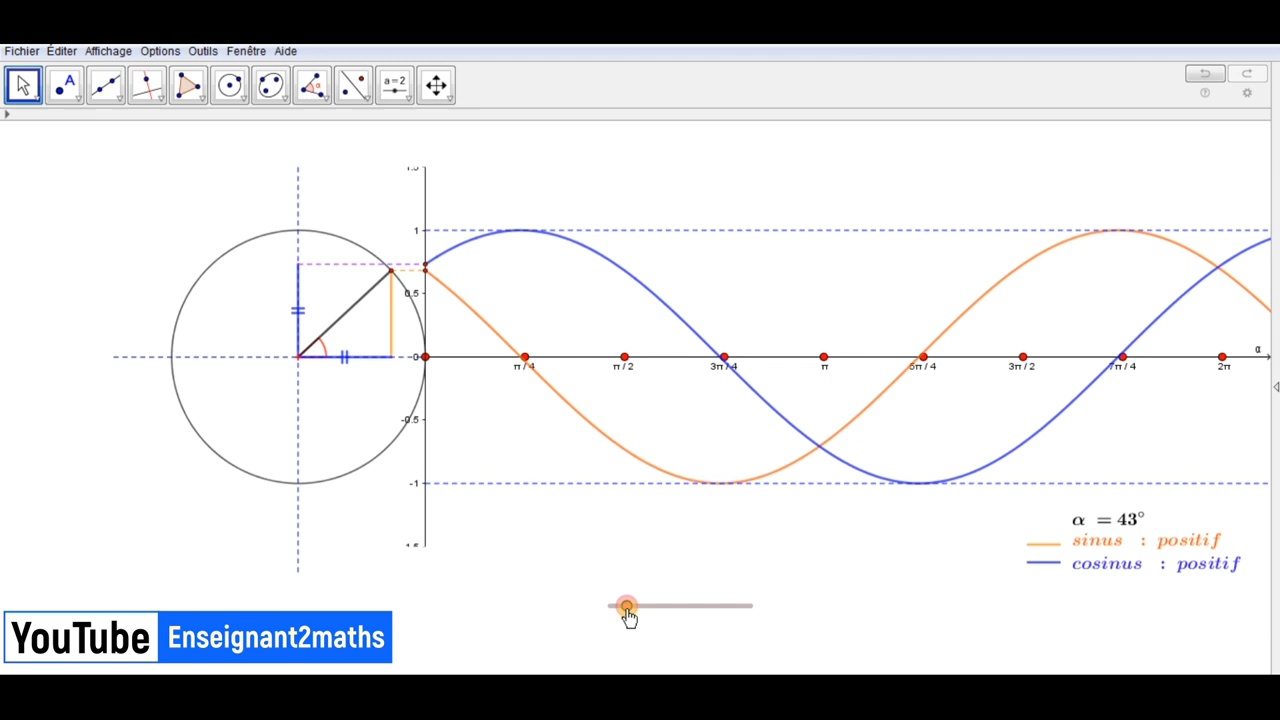 Fichier Éditer Affichage Options Outils Fenêtre Aide
A
α
a = 2
1
0.5
0
-0.5
-1
α
π / 4 π / 2 3π / 4 π 5π / 4 3π / 2 7π / 4 2π
α = 43°
sinus : positif
cosinus : positif
YouTube Enseignant2maths